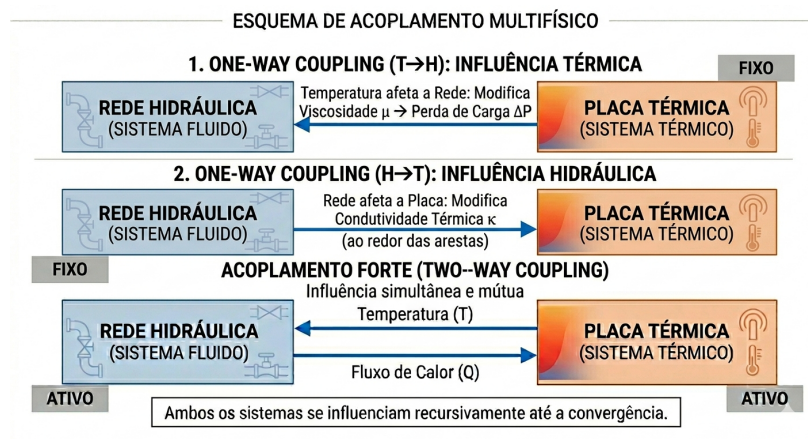 ESQUEMA DE ACOPLAMENTO MULTIFÍSICO
1. ONE-WAY COUPLING (T→H): INFLUÊNCIA TÉRMICA
FIXO
REDE HIDRÁULICA
(SISTEMA FLUIDO)
Temperatura afeta a Rede: Modifica
Viscosidade μ → Perda de Carga ΔP
PLACA TÉRMICA
(SISTEMA TÉRMICO)
2. ONE-WAY COUPLING (H→T): INFLUÊNCIA HIDRÁULICA
REDE HIDRÁULICA
(SISTEMA FLUIDO)
Rede afeta a Placa: Modifica
Condutividade Térmica κ
(ao redor das arestas)
PLACA TÉRMICA
(SISTEMA TÉRMICO)
FIXO
ACOPLAMENTO FORTE (TWO--WAY COUPLING)
Influência simultânea e mútua
Temperatura (T)
REDE HIDRÁULICA
(SISTEMA FLUIDO)
PLACA TÉRMICA
(SISTEMA TÉRMICO)
Fluxo de Calor (Q)
ATIVO
ATIVO
Ambos os sistemas se influenciam recursivamente até a convergência.